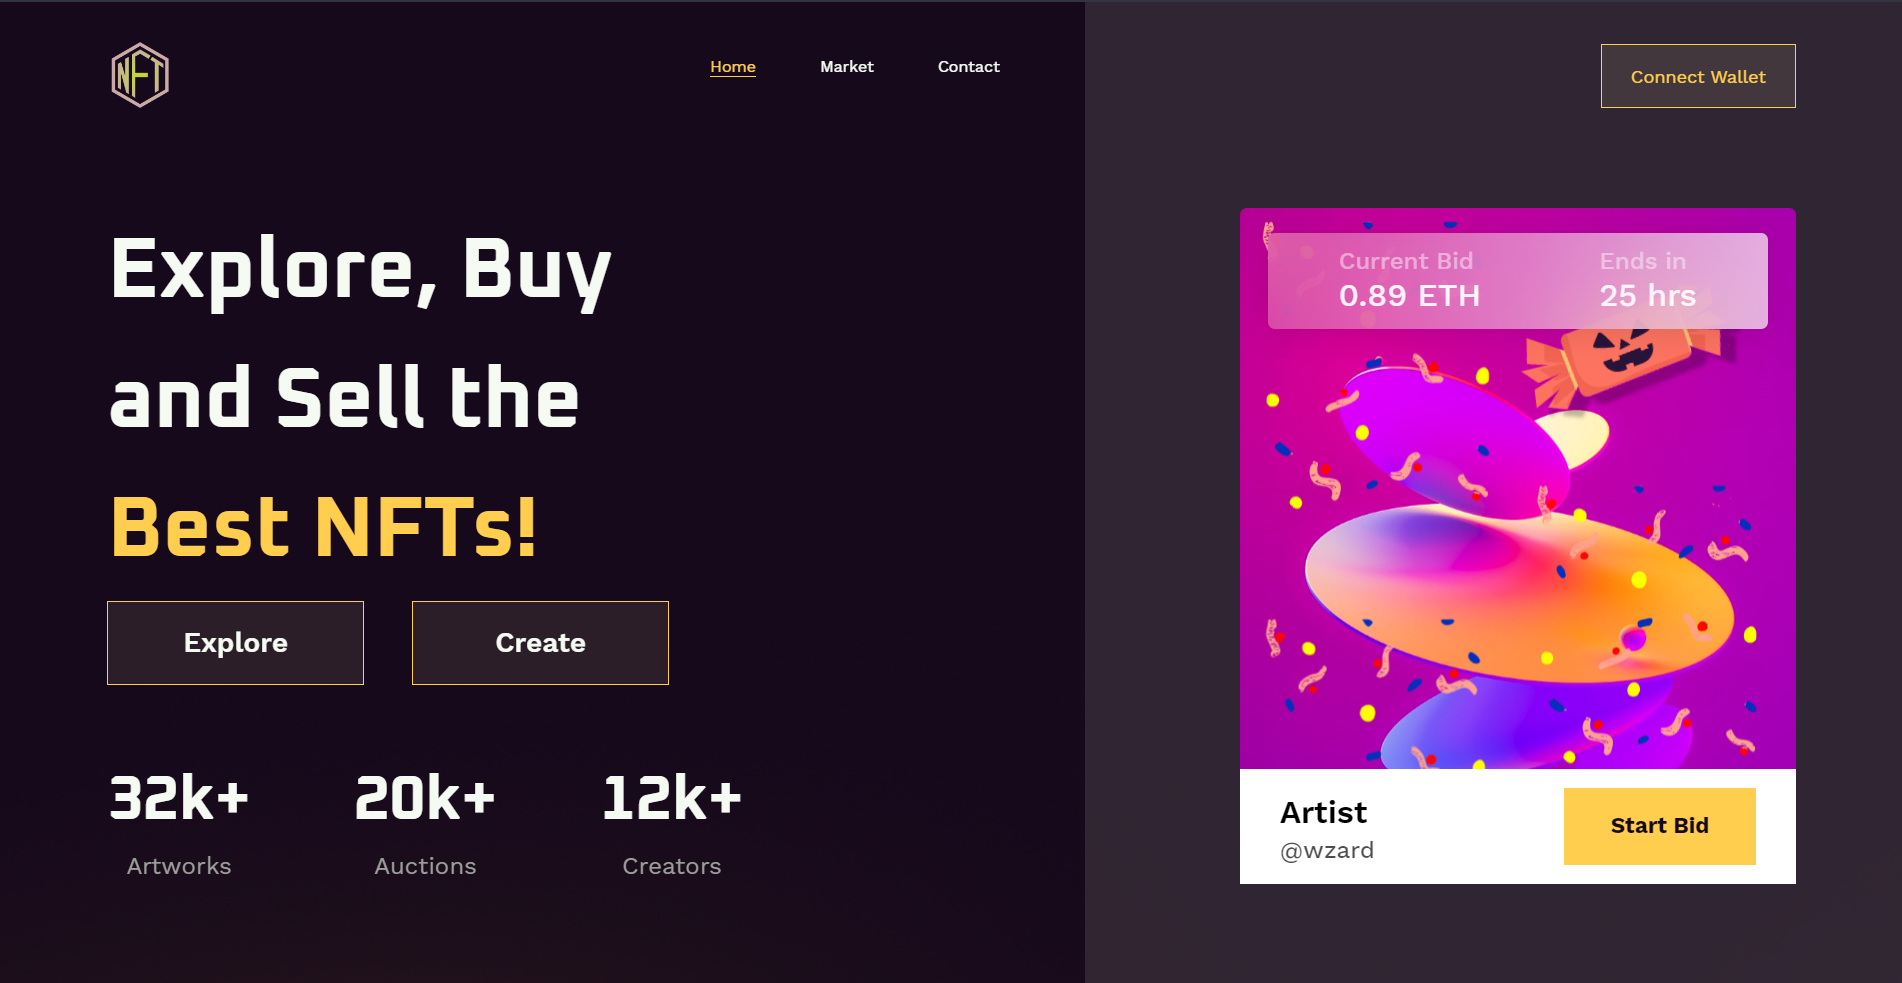 NFT
Home
Market
Contact
Connect Wallet
Explore, Buy
and Sell the
Best NFTs!
Explore
Create
32k+
Artworks
20k+
Auctions
12k+
Creators
Current Bid
0.89 ETH
Ends in
25 hrs
Artist
@wzard
Start Bid